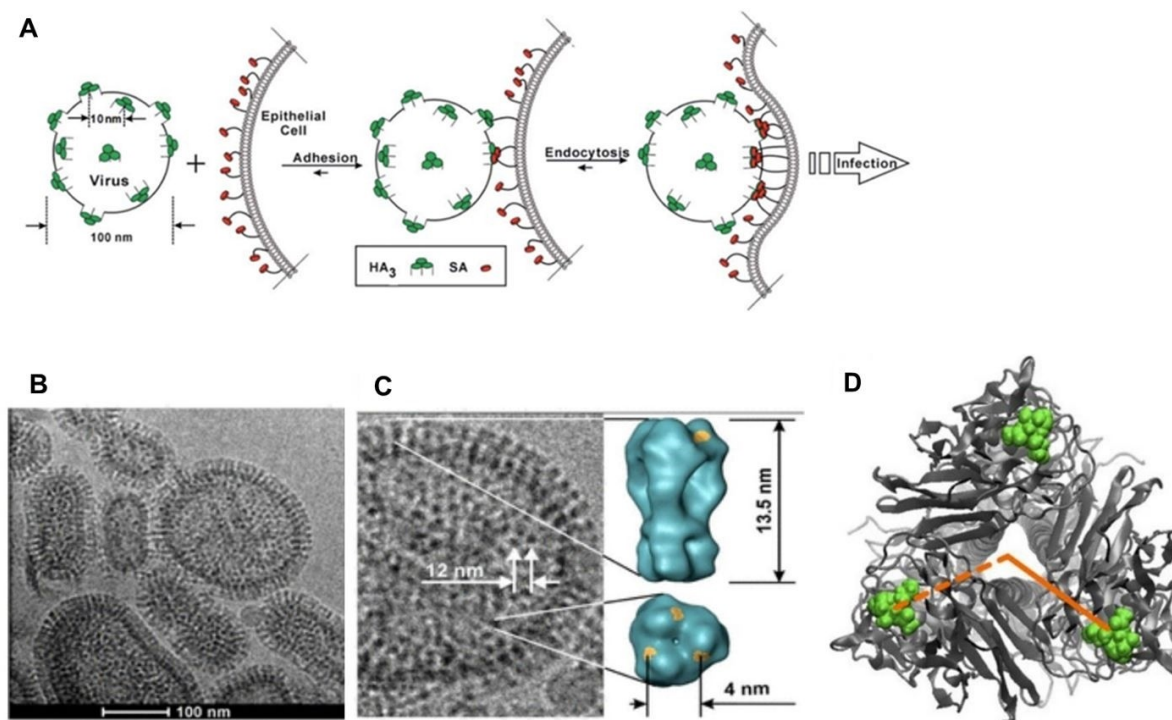 A
10nm
Virus
100 nm
+
Epithelial
Cell
Adhesion
Endocytosis
Infection
HA3 SA
B
100 nm
C
12 nm
13.5 nm
4 nm
D